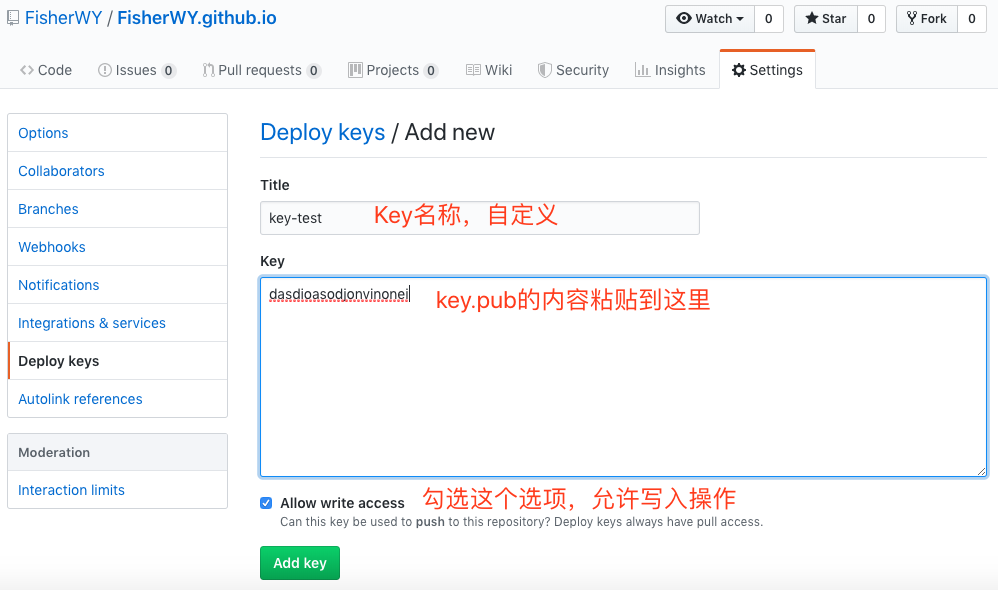 FisherWY / FisherWY.github.io
Watch 0 Star 0 Fork 0
Code Issues 0 Pull requests 0 Projects 0 Wiki Security Insights Settings
Options
Collaborators
Branches
Webhooks
Notifications
Integrations & services
Deploy keys
Autolink references
Moderation
Interaction limits
Deploy keys / Add new
Title
key-test Key名称，自定义
Key
dasdioasodjonvinonei key.pub的内容粘贴到这里
Allow write access 勾选这个选项，允许写入操作
Can this key be used to push to this repository? Deploy keys always have pull access.
Add key